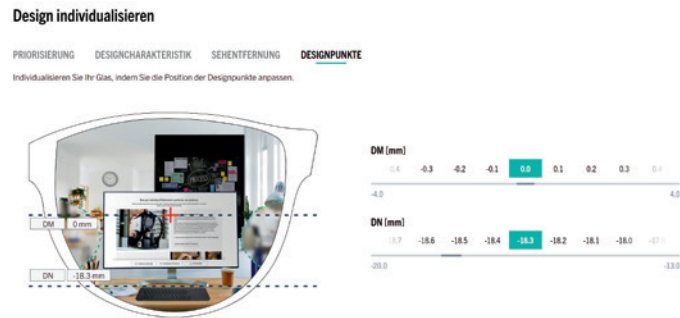 Design individualisieren
PRIORISIERUNG DESIGNCHARAKTERISTIK SEHENTFERNUNG DESIGNPUNKTE
Individualisieren Sie Ihr Glas, indem Sie die Position der Designpunkte anpassen.
DM 0 mm
DN -18.3 mm
DM [mm]
-0.3 -0.2 -0.1 0.0 0.1 0.2 0.3 0.4
-4.0 4.0
DN [mm]
-18.6 -18.5 -18.4 -18.3 -18.2 -18.1 -18.0
-20.0 -13.0